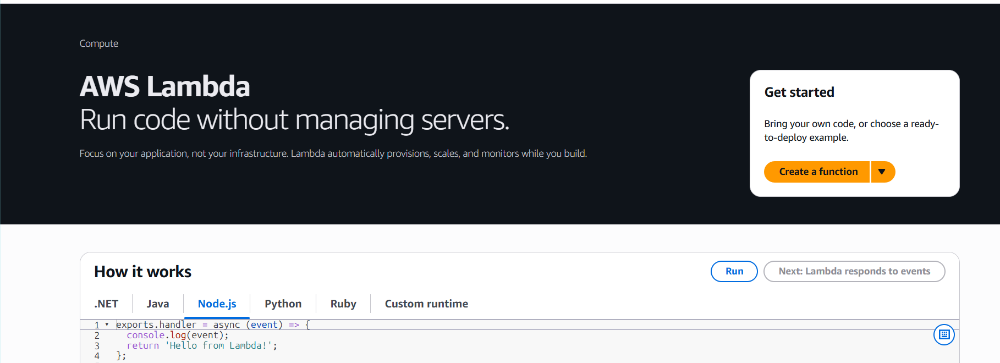 Compute
AWS Lambda
Run code without managing servers.
Focus on your application, not your infrastructure. Lambda automatically provisions, scales, and monitors while you build.
Get started
Bring your own code, or choose a ready-
to-deploy example.
Create a function
How it works
Run
Next: Lambda responds to events
.NET
Java
Node.js
Python
Ruby
Custom runtime
1 exports.handler = async (event) => {
2 console.log(event);
3 return 'Hello from Lambda!';
4 };